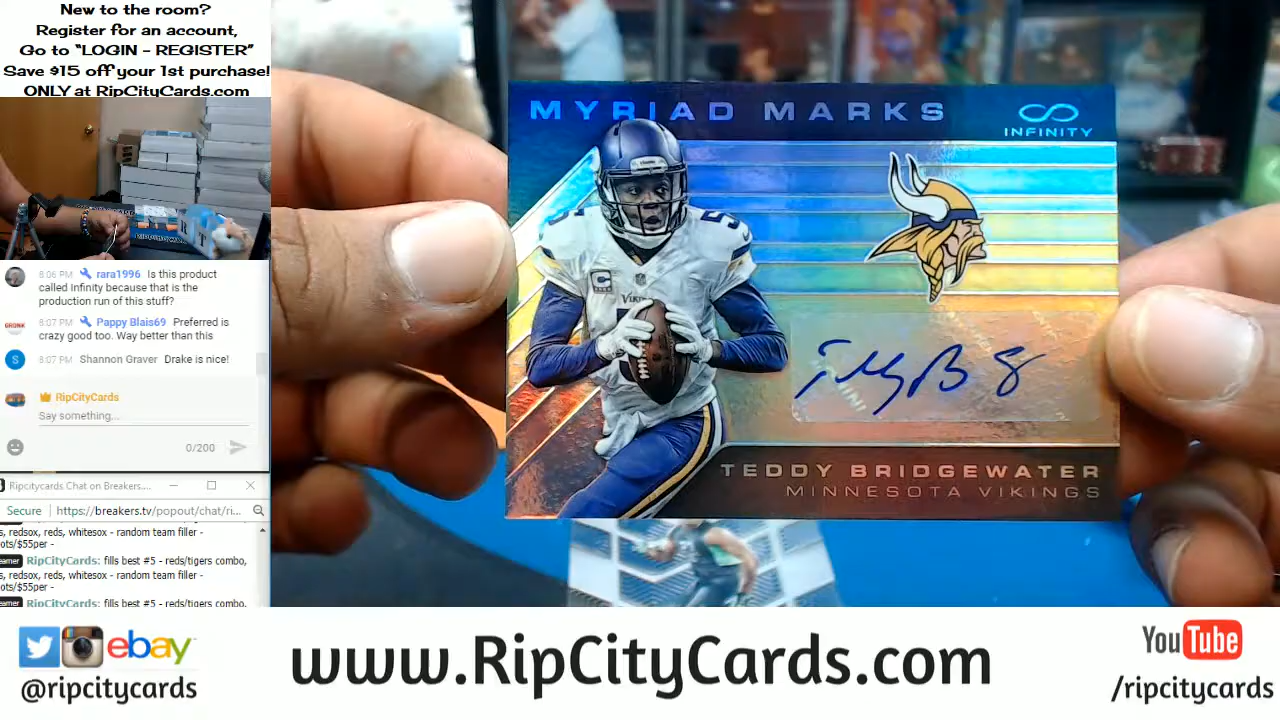 New to the room?
Register for an account,
Go to "LOGIN - REGISTER"
Save $15 off your 1st purchase!
ONLY at RipCityCards.com
8:06 PM rara1996 Is this product
called Infinity because that is the
production run of this stuff?
8:07 PM Pappy Blais69 Preferred is
crazy good too. Way better than this
S 8:07 PM Shannon Graver Drake is nice!
RipCityCards
Say something...
0/200
Ripcitycards Chat on Breakers....
Secure https://breakers.tv/popout/chat/ri...
s, redsox, reds, whitesox - random team filler -
ots/$55per -
eamer RipCityCards: fills best #5 - reds/tigers combo,
s, redsox, reds, whitesox - random team filler -
ots/$55per -
eamer RipCityCards: fills best #5 - reds/tigers combo,
MYRIAD MARKS
INFINITY
5
C
NFL
VIKINGS
PANINI
TEDDY BRIDGEWATER
MINNESOTA VIKINGS
ebay
@ripcitycards
www.RipCityCards.com
YouTube
/ripcitycards